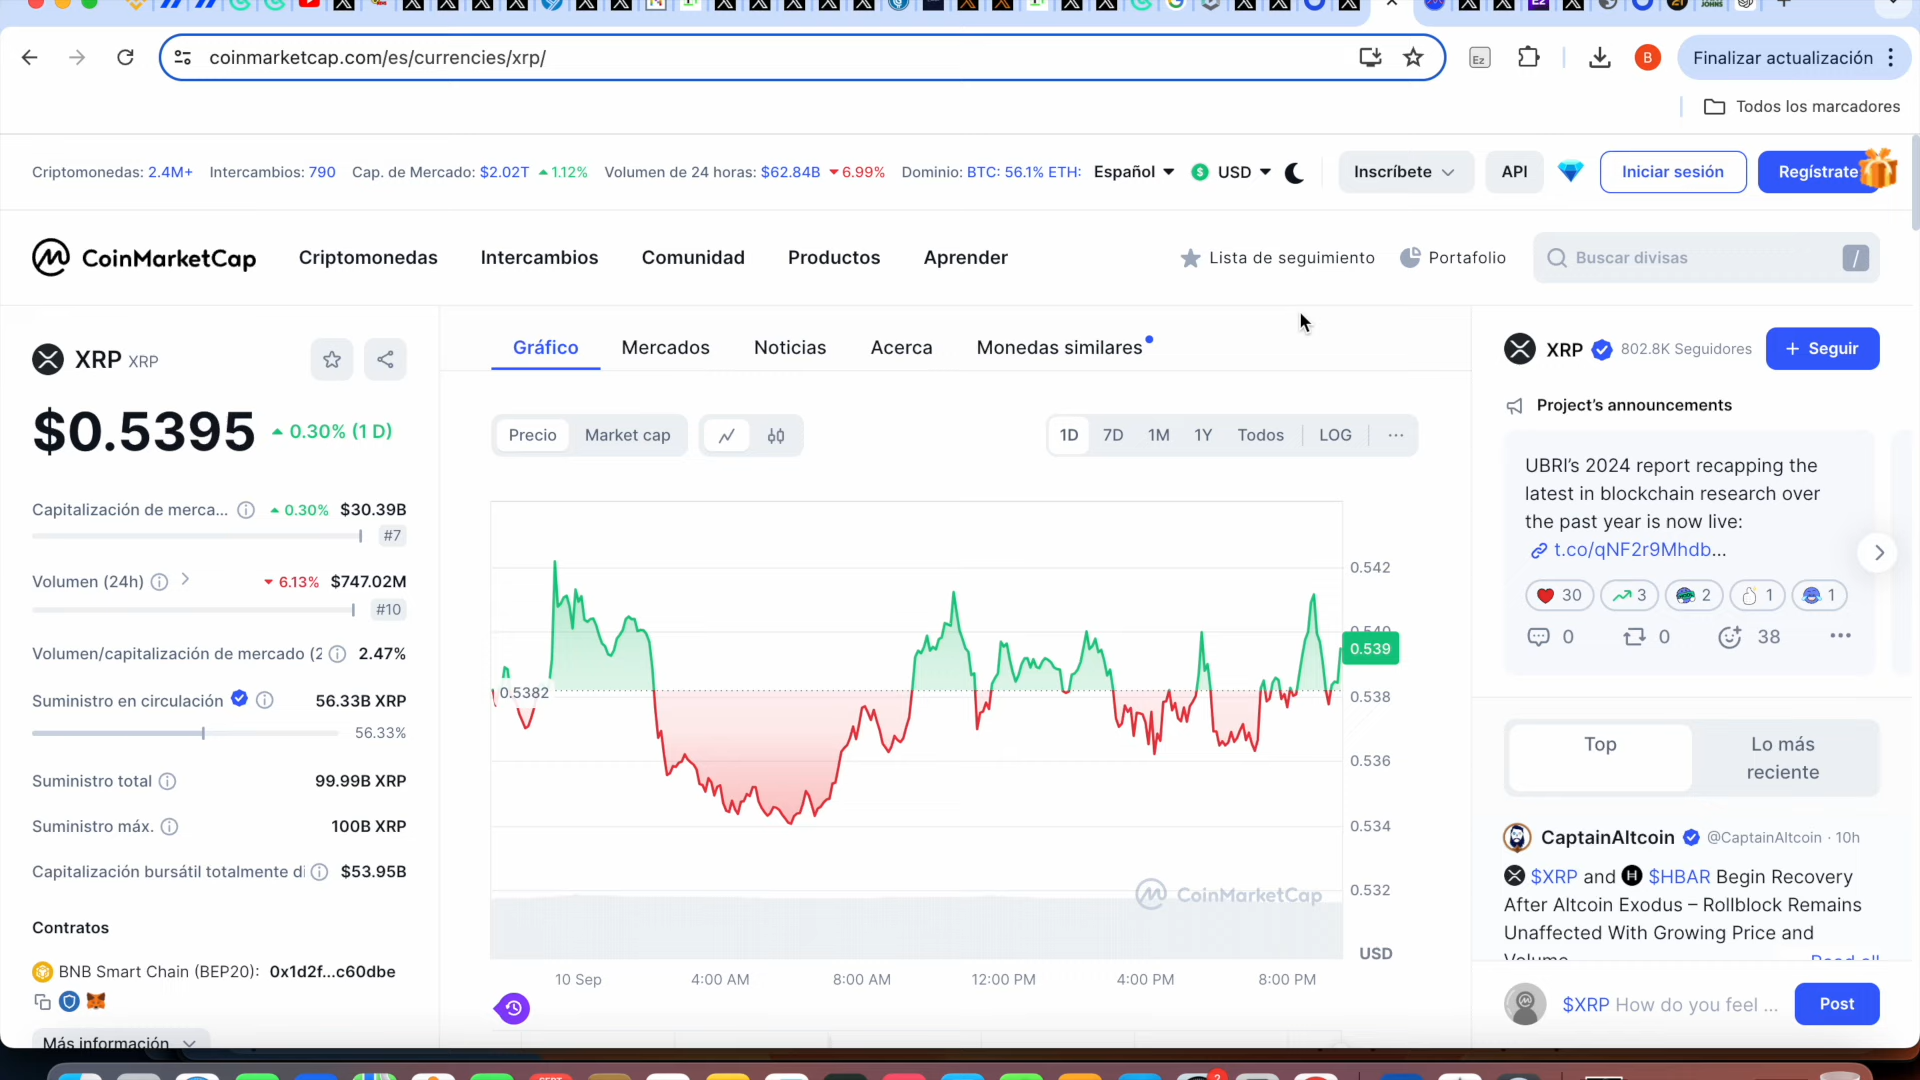 coinmarketcap.com/es/currencies/xrp/
Ez
B
Finalizar actualización
Todos los marcadores
Criptomonedas: 2.4M+ Intercambios: 790 Cap. de Mercado: $2.02T 1.12% Volumen de 24 horas: $62.84B 6.99% Dominio: BTC: 56.1% ETH: Español USD Inscríbete API Iniciar sesión Regístrate
CoinMarketCap Criptomonedas Intercambios Comunidad Productos Aprender Lista de seguimiento Portafolio Buscar divisas /
XRP XRP
$0.5395 0.30% (1 D)
Capitalización de merca... 0.30% $30.39B
#7
Volumen (24h) 6.13% $747.02M
#10
Volumen/capitalización de mercado (2 2.47%
Suministro en circulación 56.33B XRP
56.33%
Suministro total 99.99B XRP
Suministro máx. 100B XRP
Capitalización bursátil totalmente di $53.95B
Contratos
BNB Smart Chain (BEP20): 0x1d2f...c60dbe
Más información
Gráfico Mercados Noticias Acerca Monedas similares
Precio Market cap 1D 7D 1M 1Y Todos LOG ...
0.542
0.540
0.539
0.5382
0.538
0.536
0.534
0.532
CoinMarketCap
USD
10 Sep 4:00 AM 8:00 AM 12:00 PM 4:00 PM 8:00 PM
XRP 802.8K Seguidores + Seguir
Project's announcements
UBRI's 2024 report recapping the
latest in blockchain research over
the past year is now live:
t.co/qNF2r9Mhdb...
30 3 2 1 1
0 0 38
Top
Lo más
reciente
CaptainAltcoin @CaptainAltcoin · 10h
$XRP and $HBAR Begin Recovery
After Altcoin Exodus – Rollblock Remains
Unaffected With Growing Price and
Volume
Read all
$XRP How do you feel ... Post